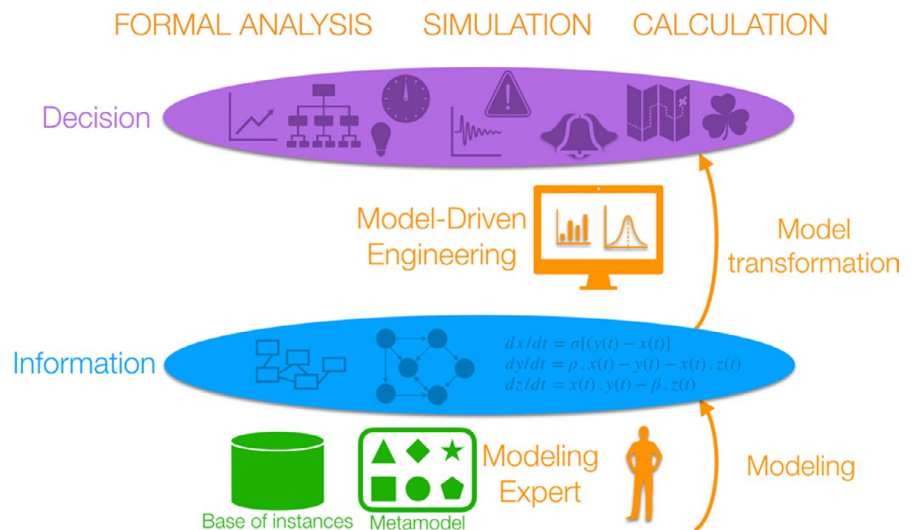 FORMAL ANALYSIS SIMULATION CALCULATION
Decision
Model-Driven
Engineering
Model
transformation
Information
dx/dt = σ[(y(t) − x(t)]
dy/dt = ρ . x(t) − y(t) − x(t) . z(t)
dz/dt = x(t) . y(t) − β . z(t)
Modeling
Expert
Modeling
Base of instances
Metamodel